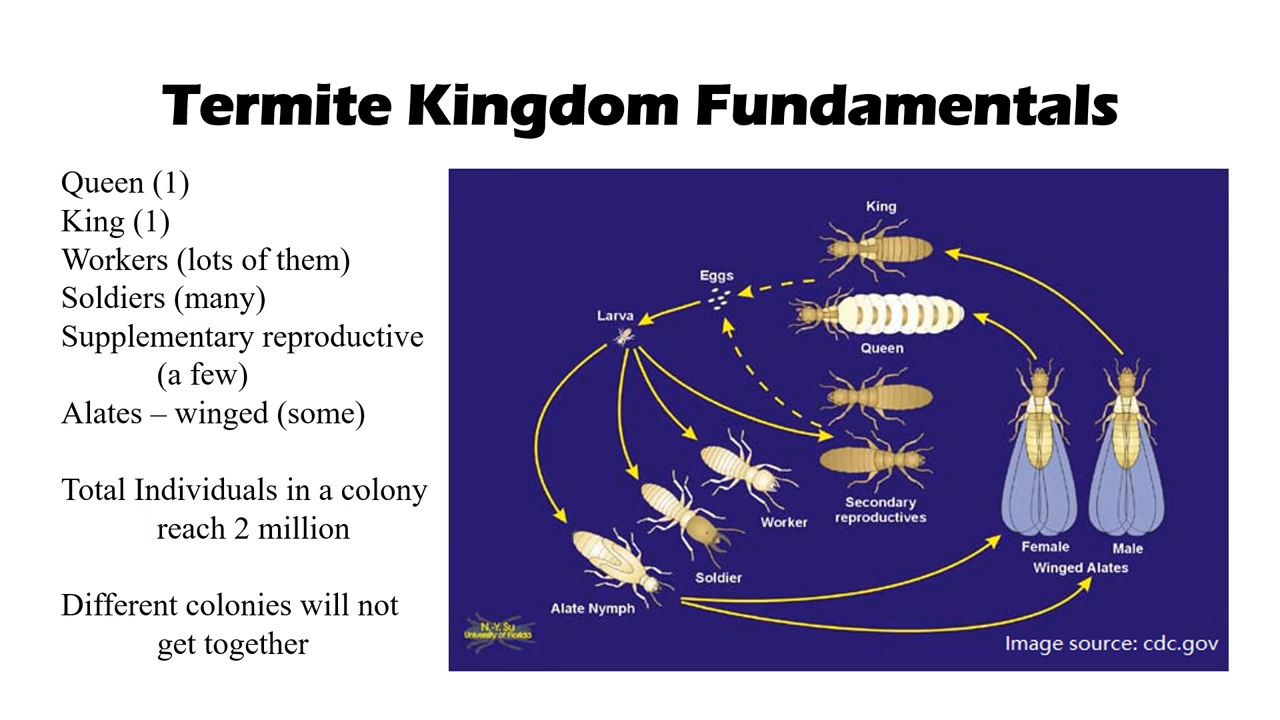 Termite Kingdom Fundamentals
Queen (1)
King (1)
Workers (lots of them)
Soldiers (many)
Supplementary reproductive
(a few)
Alates – winged (some)
Total Individuals in a colony
reach 2 million
Different colonies will not
get together
King
Eggs
Larva
Queen
Secondary
reproductives
Worker
Soldier
Alate Nymph
Female
Male
Winged Alates
N.-Y. Su
University of Florida
Image source: cdc.gov